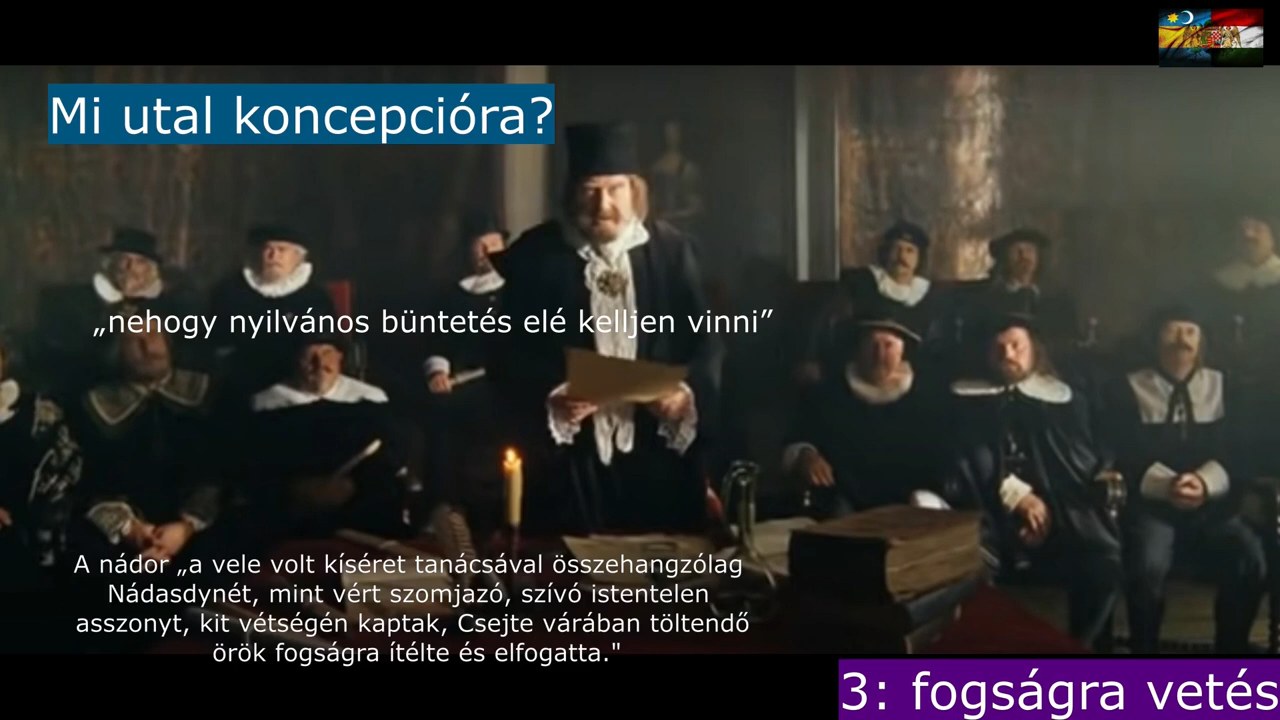 Mi utal koncepcióra?
„nehogy nyilvános büntetés elé kelljen vinni”
A nádor „a vele volt kíséret tanácsával összehangzólag
Nádasdynét, mint vért szomjazó, szívó istentelen
asszonyt, kit vétségén kaptak, Csejte várában töltendő
örök fogságra ítélte és elfogatta."
3: fogságra vetés